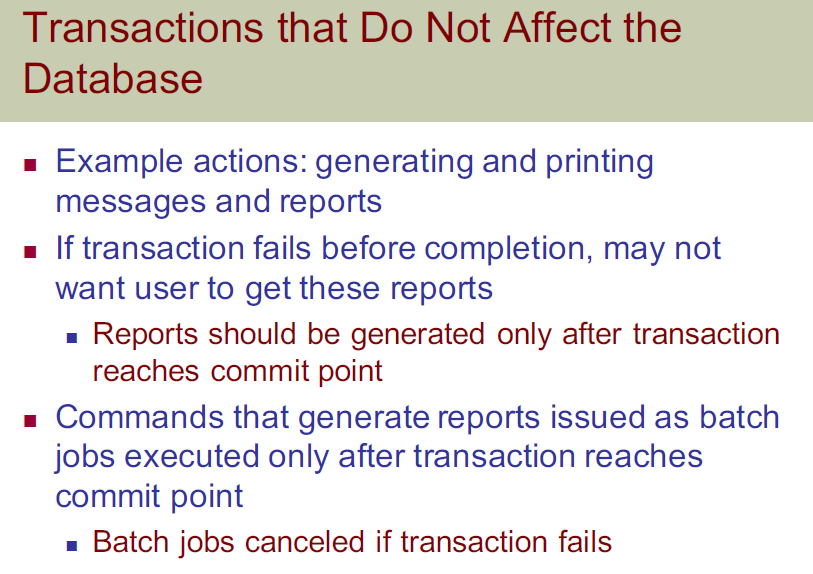 Transactions that Do Not Affect the
Database
Example actions: generating and printing
messages and reports
If transaction fails before completion, may not
want user to get these reports
Reports should be generated only after transaction
reaches commit point
Commands that generate reports issued as batch
jobs executed only after transaction reaches
commit point
Batch jobs canceled if transaction fails